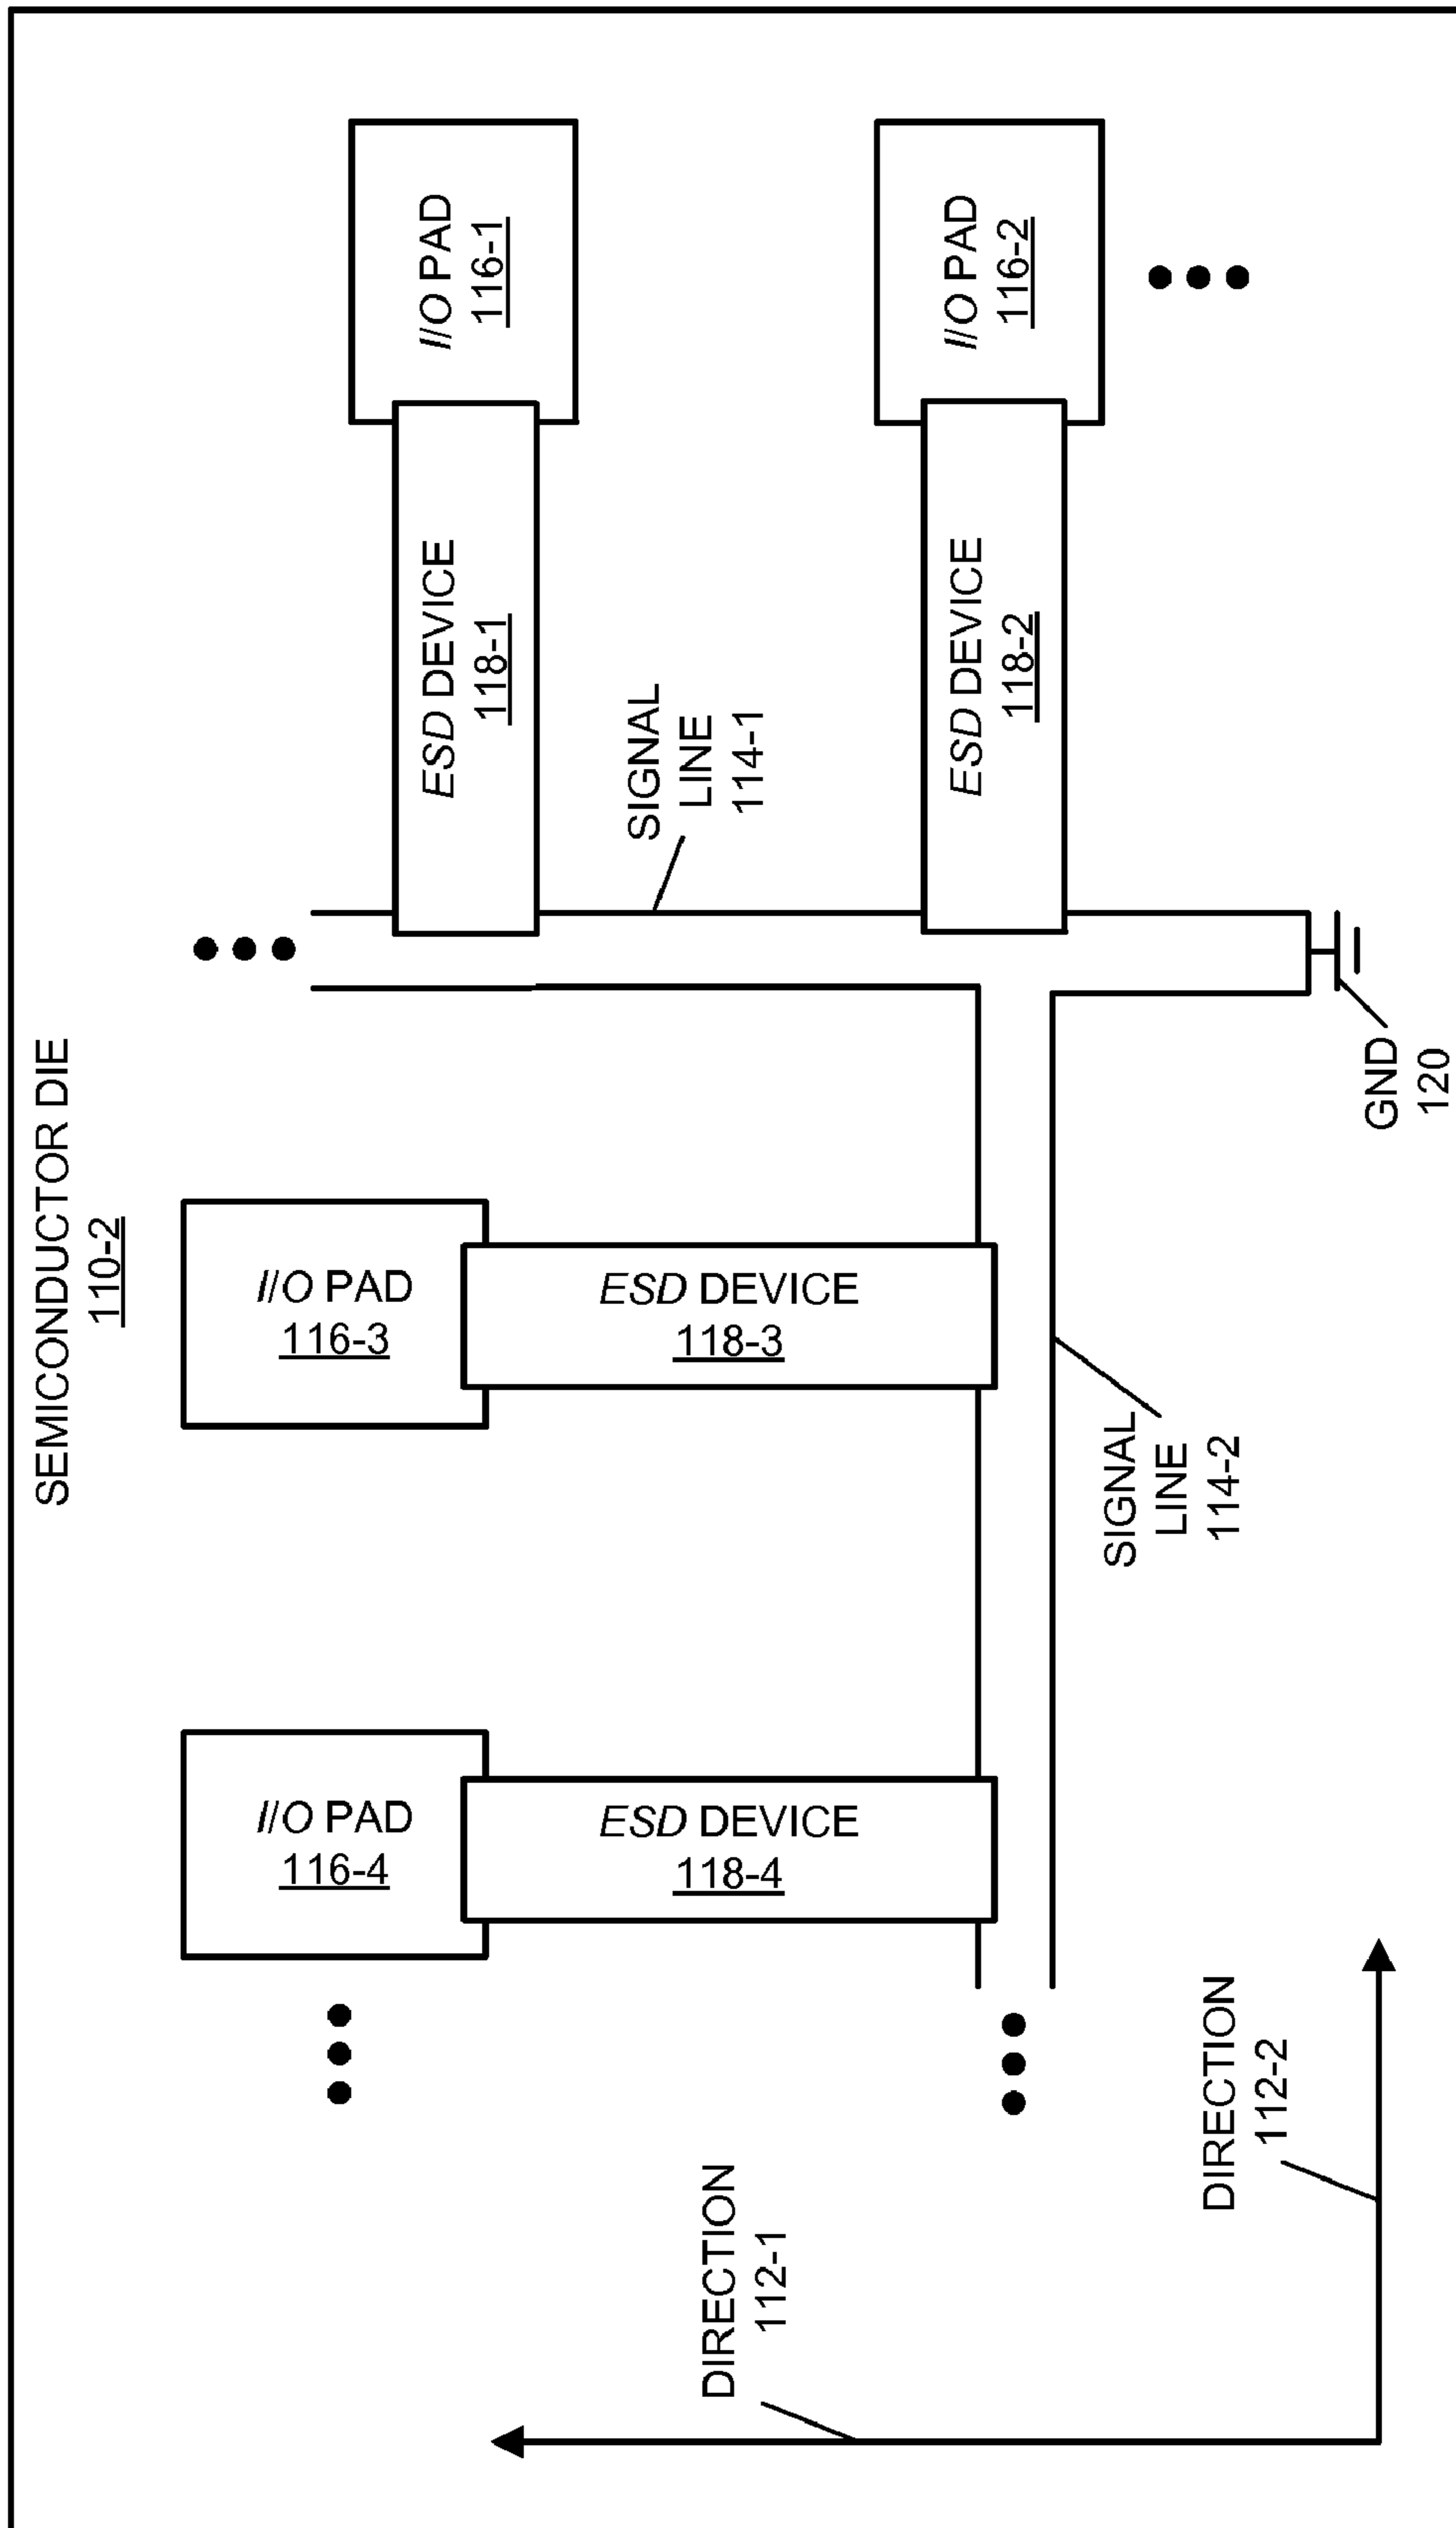 SEMICONDUCTOR DIE
110-2
I/O PAD
116-1
ESD DEVICE
118-1
SIGNAL
LINE
114-1
I/O PAD
116-2
ESD DEVICE
118-2
GND
120
I/O PAD
116-3
ESD DEVICE
118-3
SIGNAL
LINE
114-2
I/O PAD
116-4
ESD DEVICE
118-4
DIRECTION
112-1
DIRECTION
112-2